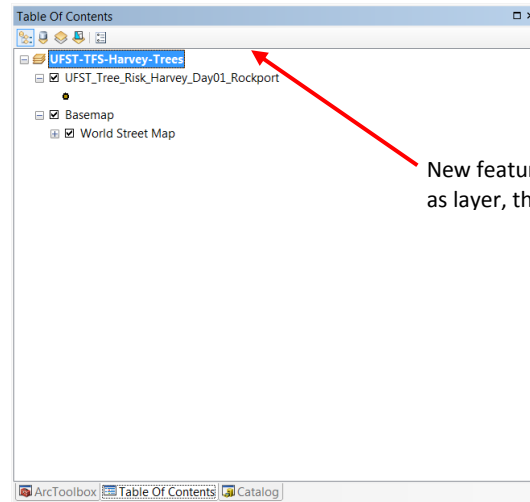 Table Of Contents
UFST-TFS-Harvey-Trees
UFST_Tree_Risk_Harvey_Day01_Rockport
Basemap
World Street Map
New featu
as layer, th
ArcToolbox Table Of Contents Catalog